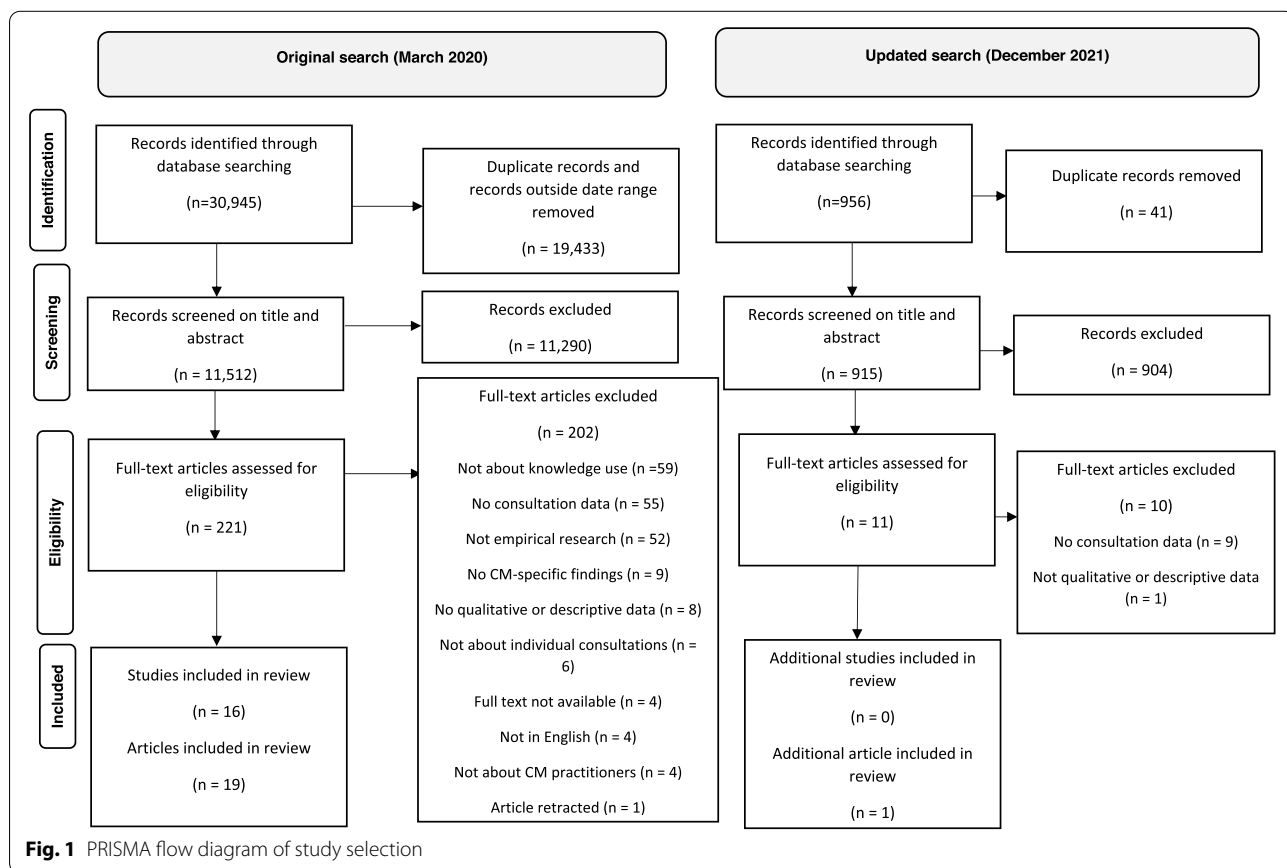 Original search (March 2020)
Updated search (December 2021)
Identification
Records identified through
database searching
(n=30,945)
Duplicate records and
records outside date range
removed
(n = 19,433)
Records identified through
database searching
(n=956)
Duplicate records removed
(n = 41)
Screening
Records screened on title and
abstract
(n = 11,512)
Records excluded
(n = 11,290)
Records screened on title and
abstract
(n = 915)
Records excluded
(n = 904)
Eligibility
Full-text articles assessed for
eligibility
(n = 221)
Full-text articles excluded
(n = 202)
Not about knowledge use (n =59)
No consultation data (n = 55)
Not empirical research (n = 52)
No CM-specific findings (n = 9)
No qualitative or descriptive data (n = 8)
Not about individual consultations (n =
6)
Full text not available (n = 4)
Not in English (n = 4)
Not about CM practitioners (n = 4)
Article retracted (n = 1)
Full-text articles assessed for
eligibility
(n = 11)
Full-text articles excluded
(n = 10)
No consultation data (n = 9)
Not qualitative or descriptive data
(n = 1)
Included
Studies included in review
(n = 16)
Articles included in review
(n = 19)
Additional studies included in
review
(n = 0)
Additional article included in
review
(n = 1)
Fig. 1 PRISMA flow diagram of study selection